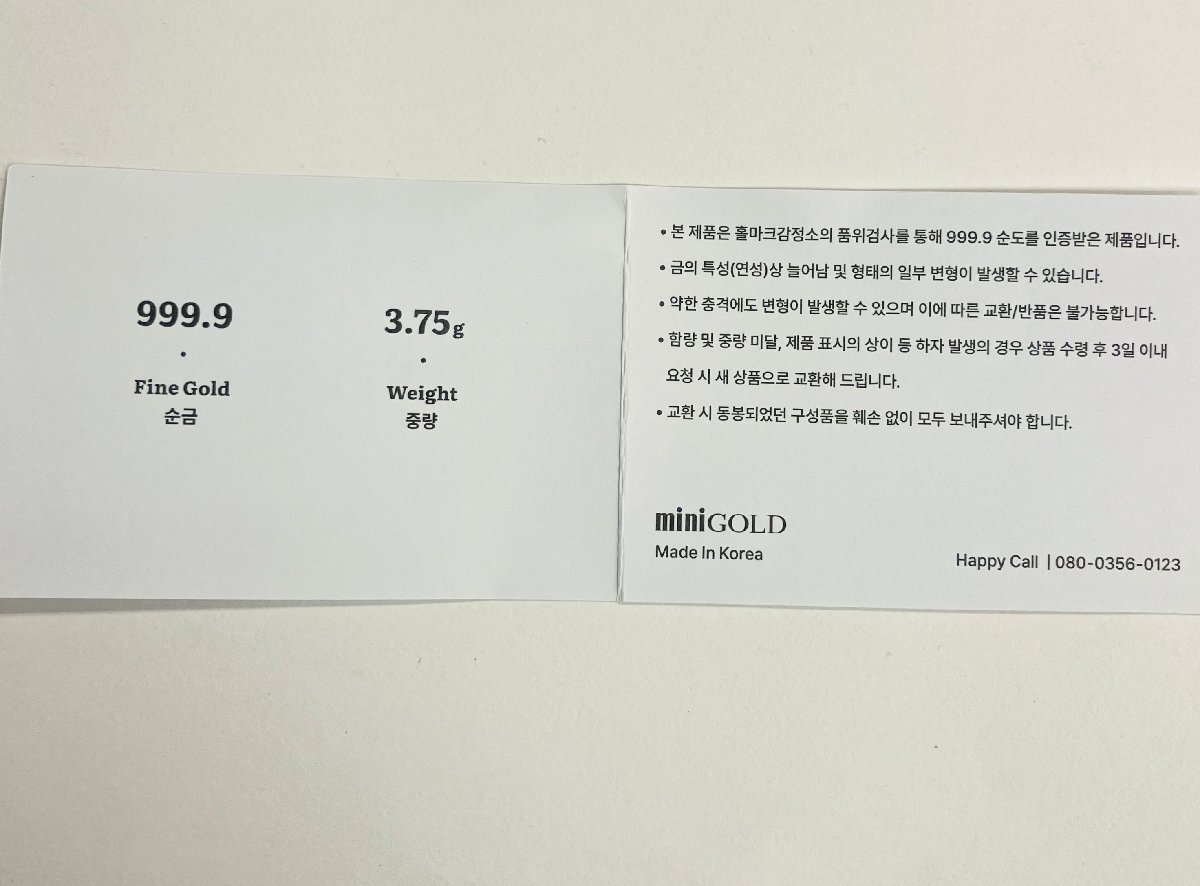 999.9
Fine Gold
순금
3.75g
Weight
중량
• 본 제품은 홀마크감정소의 품위검사를 통해 999.9 순도를 인증받은 제품입니다.
• 금의 특성(연성)상 늘어남 및 형태의 일부 변형이 발생할 수 있습니다.
• 약한 충격에도 변형이 발생할 수 있으며 이에 따른 교환/반품은 불가능합니다.
• 함량 및 중량 미달, 제품 표시의 상이 등 하자 발생의 경우 상품 수령 후 3일 이내
요청 시 새 상품으로 교환해 드립니다.
• 교환 시 동봉되었던 구성품을 훼손 없이 모두 보내주셔야 합니다.
miniGOLD
Made In Korea
Happy Call | 080-0356-0123